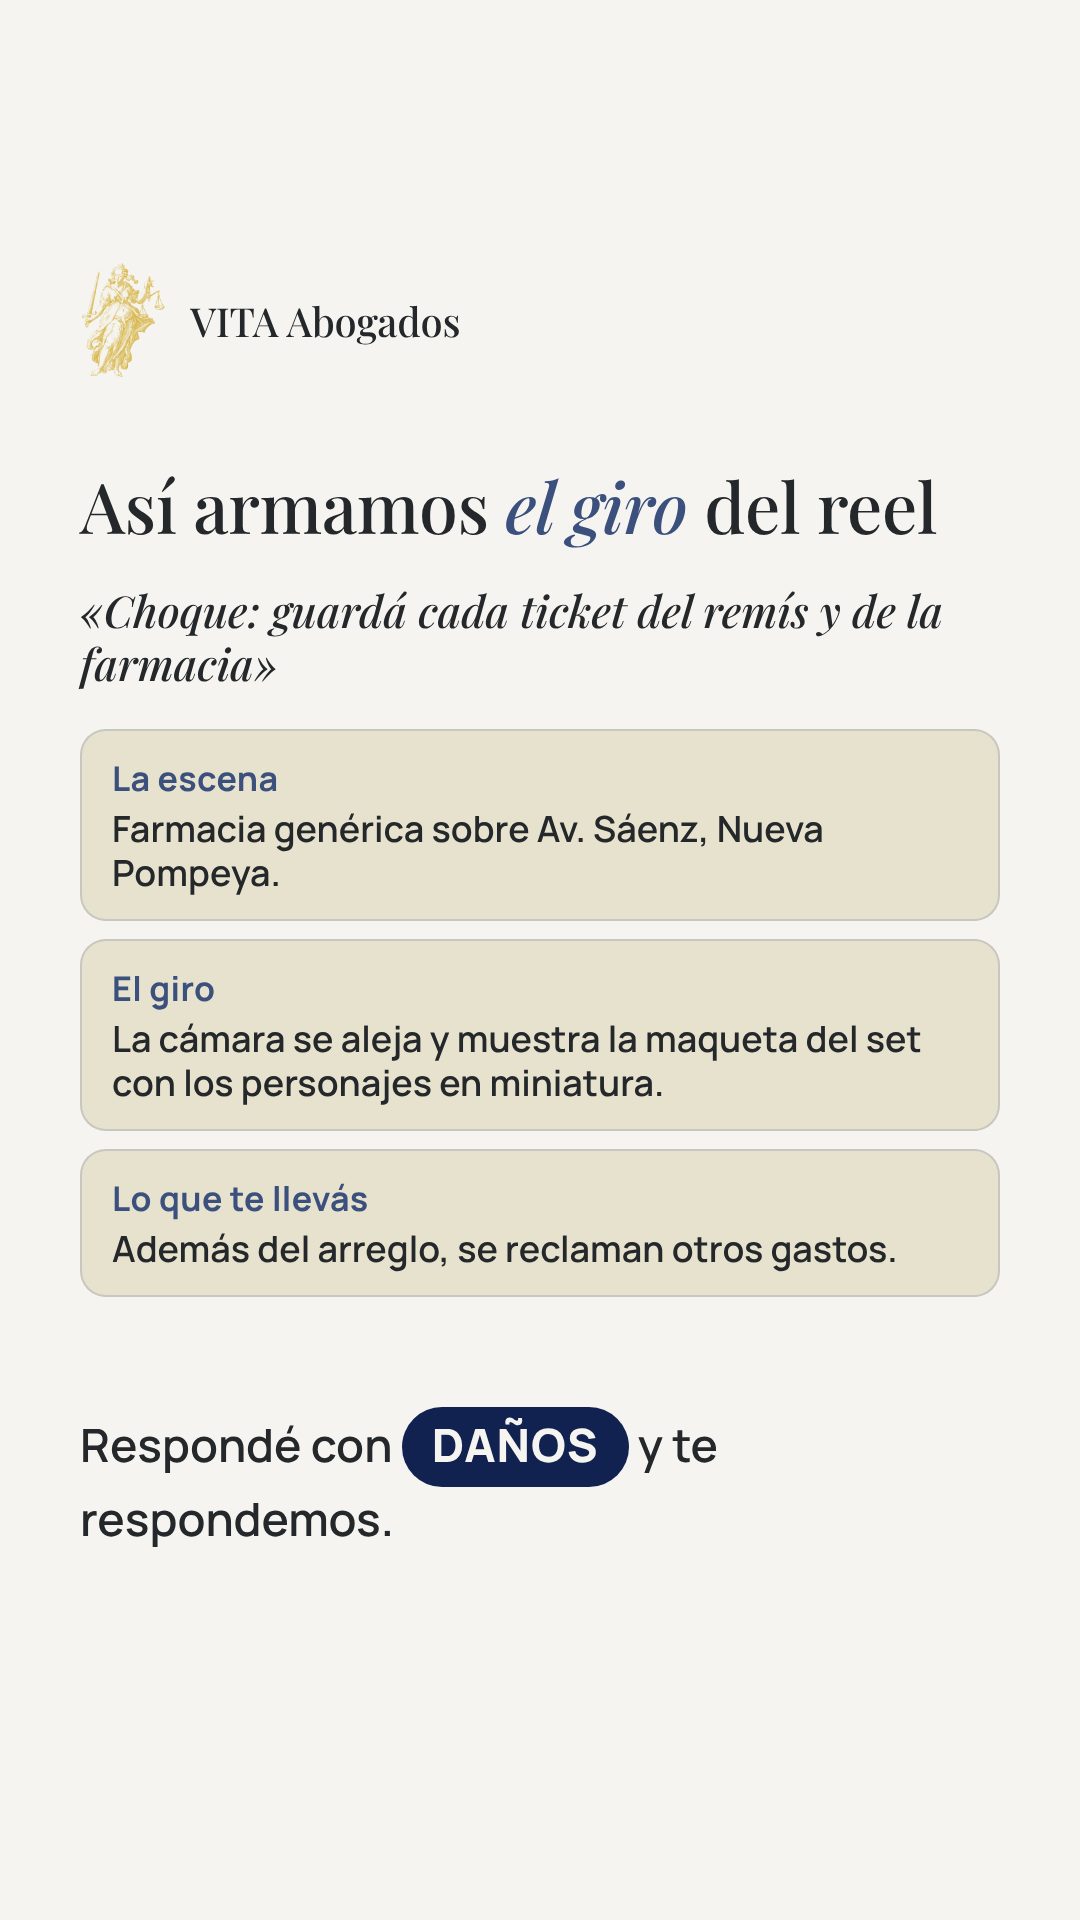 VITA Abogados
Así armamos el giro del reel
«Choque: guardá cada ticket del remís y de la
farmacia»
La escena
Farmacia genérica sobre Av. Sáenz, Nueva
Pompeya.
El giro
La cámara se aleja y muestra la maqueta del set
con los personajes en miniatura.
Lo que te llevás
Además del arreglo, se reclaman otros gastos.
Respondé con DAÑOS y te
respondemos.